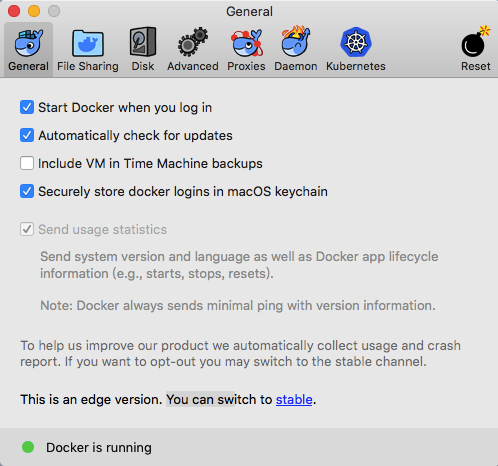 General
General File Sharing Disk Advanced Proxies Daemon Kubernetes Reset
Start Docker when you log in
Automatically check for updates
Include VM in Time Machine backups
Securely store docker logins in macOS keychain
Send usage statistics
Send system version and language as well as Docker app lifecycle
information (e.g., starts, stops, resets).
Note: Docker always sends minimal ping with version information.
To help us improve our product we automatically collect usage and crash
report. If you want to opt-out you may switch to the stable channel.
This is an edge version. You can switch to stable.
Docker is running